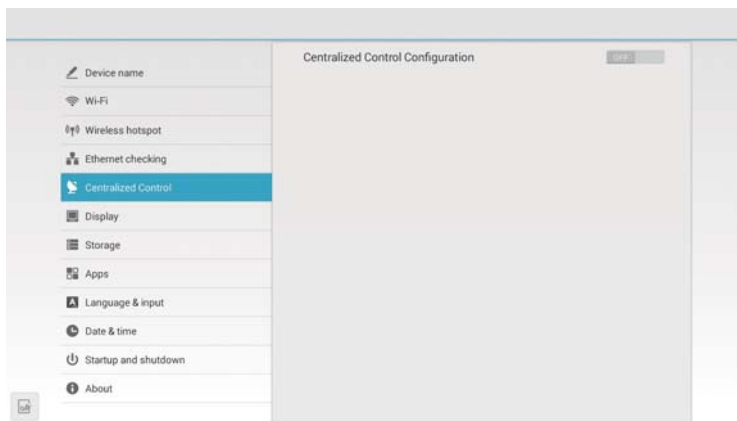 Centralized Control Configuration
OFF
Device name
Wi-Fi
Wireless hotspot
Ethernet checking
Centralized Control
Display
Storage
Apps
Language & input
Date & time
Startup and shutdown
About